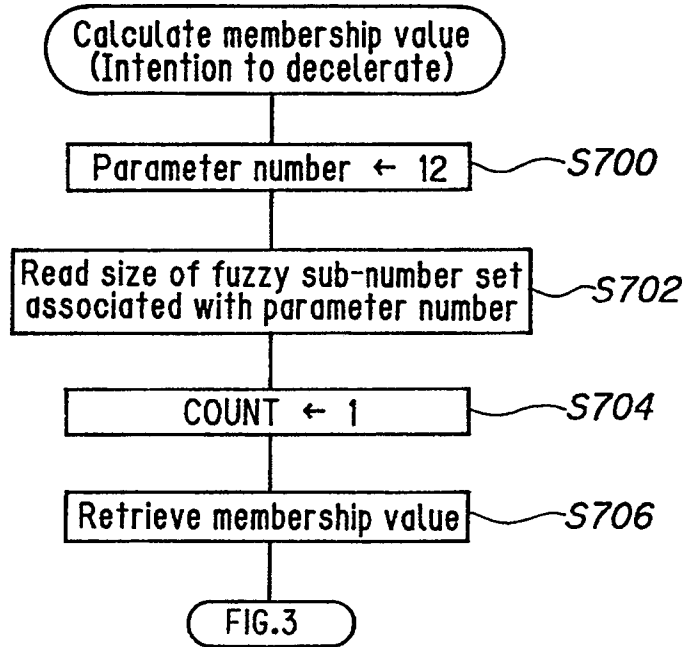 Calculate membership value
(Intention to decelerate)
Parameter number ← 12
S700
Read size of fuzzy sub-number set
associated with parameter number
S702
COUNT ← 1
S704
Retrieve membership value
S706
FIG.3